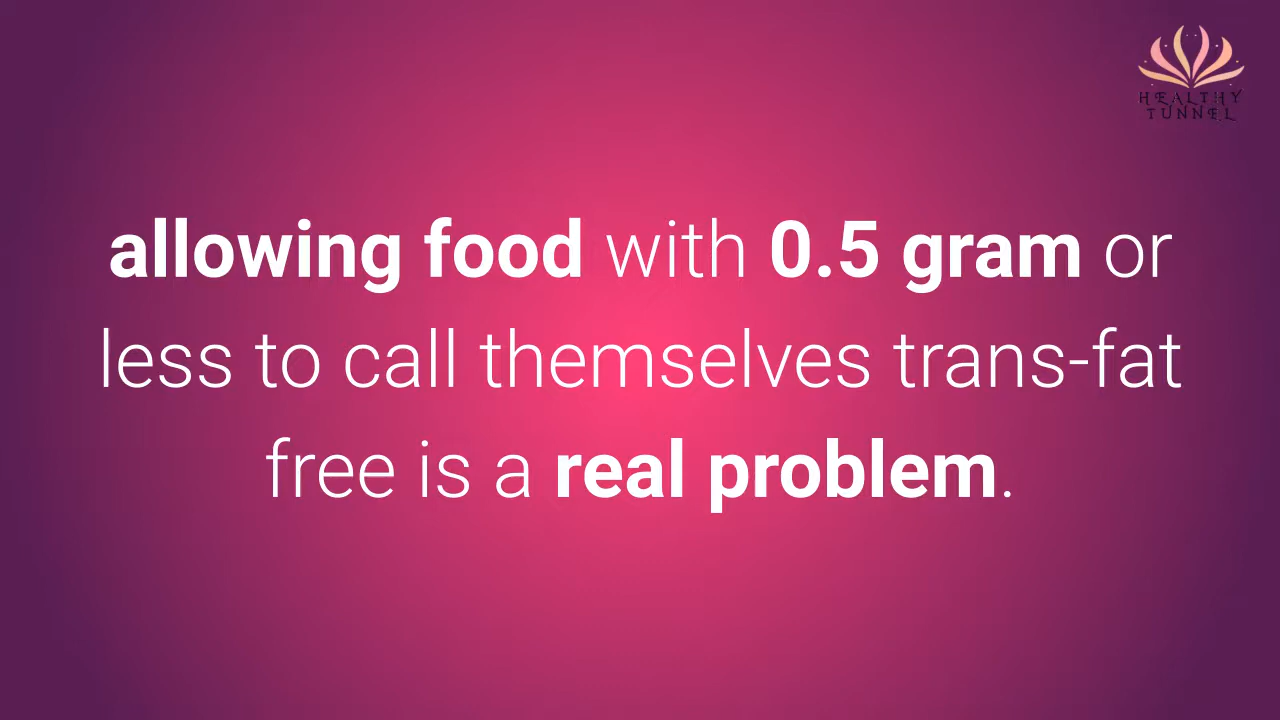 HEALTHY
TUNNEL
allowing food with 0.5 gram or
less to call themselves trans-fat
free is a real problem.